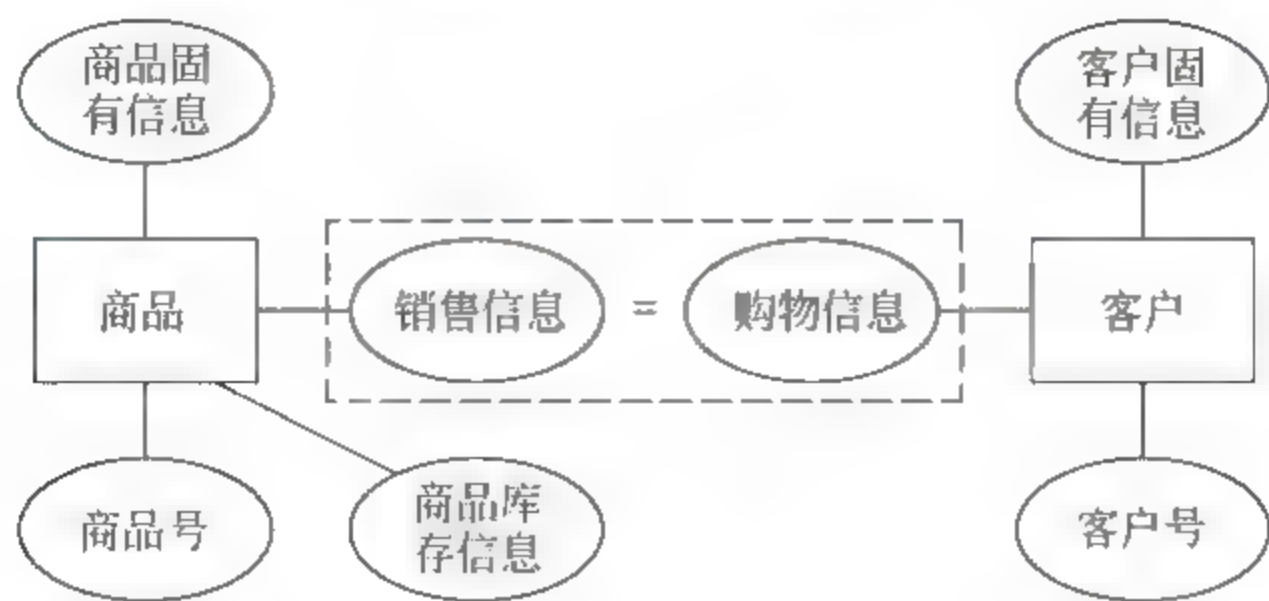 商品固
有信息
客户固
有信息
商品
销售信息
=
购物信息
客户
商品号
商品库
存信息
客户号